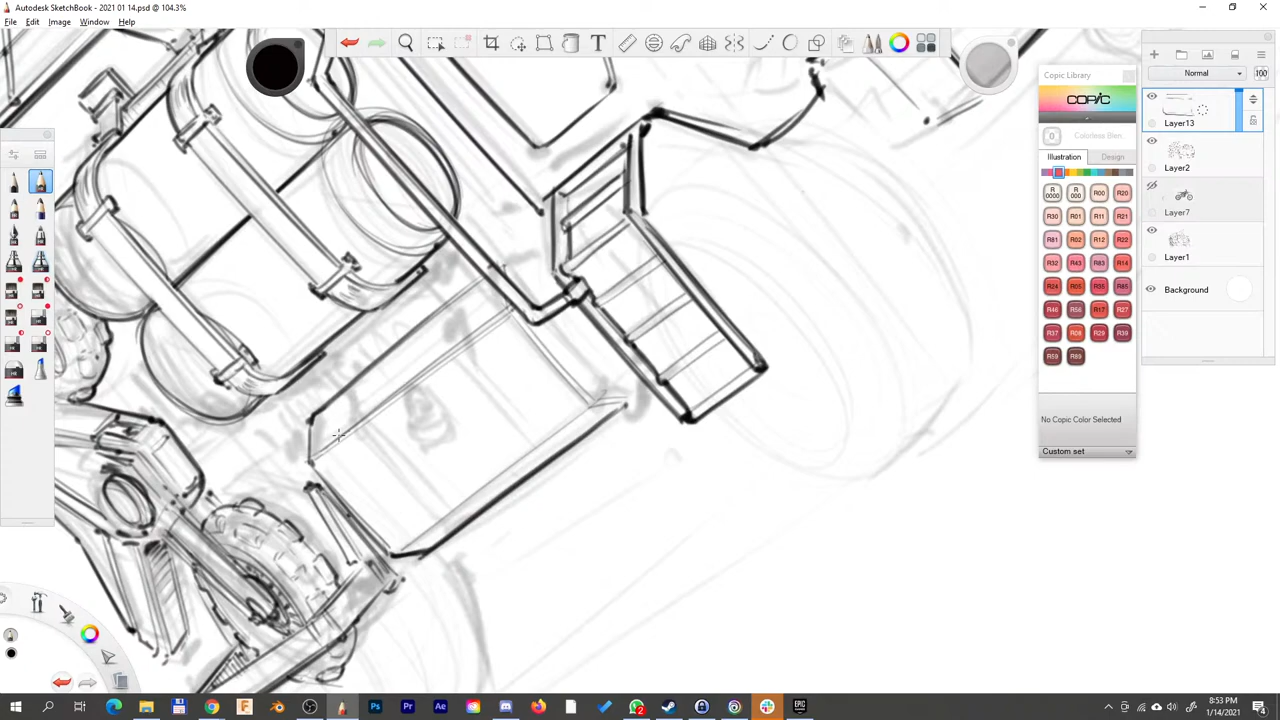 Autodesk SketchBook - 2021 01 14.psd @ 104.3%
File Edit Image Window Help
Copic Library
COPIC
0 Colorless Blen...
Illustration Design
R 0000 R 000 R00 R20
R30 R01 R11 R21
R81 R02 R12 R22
R32 R43 R83 R14
R24 R05 R35 R85
R46 R56 R17 R27
R37 R08 R29 R39
R59 R89
No Copic Color Selected
Custom set
Normal 100
Layer13
Layer2
Layer7
Layer1
Background
8:53 PM
1/14/2021